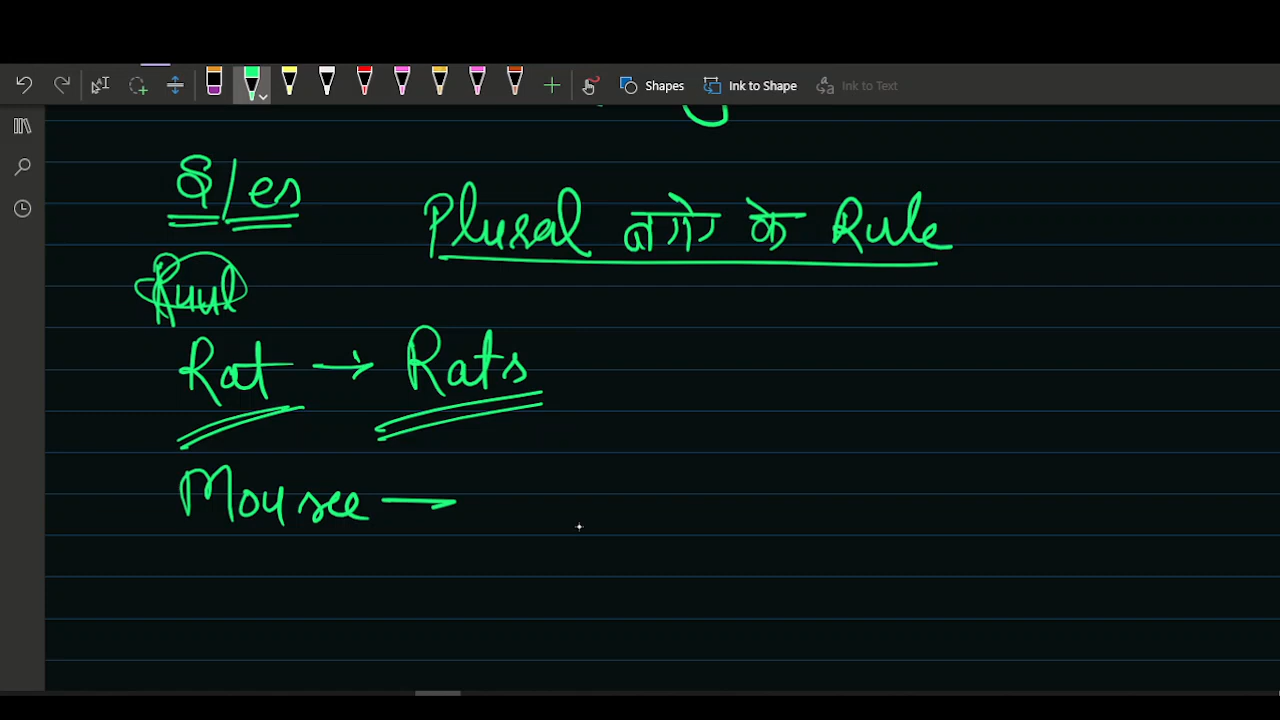 Shapes Ink to Shape Ink to Text
S/es
Plural बनाने के Rule
Rat → Rats
Mousee →